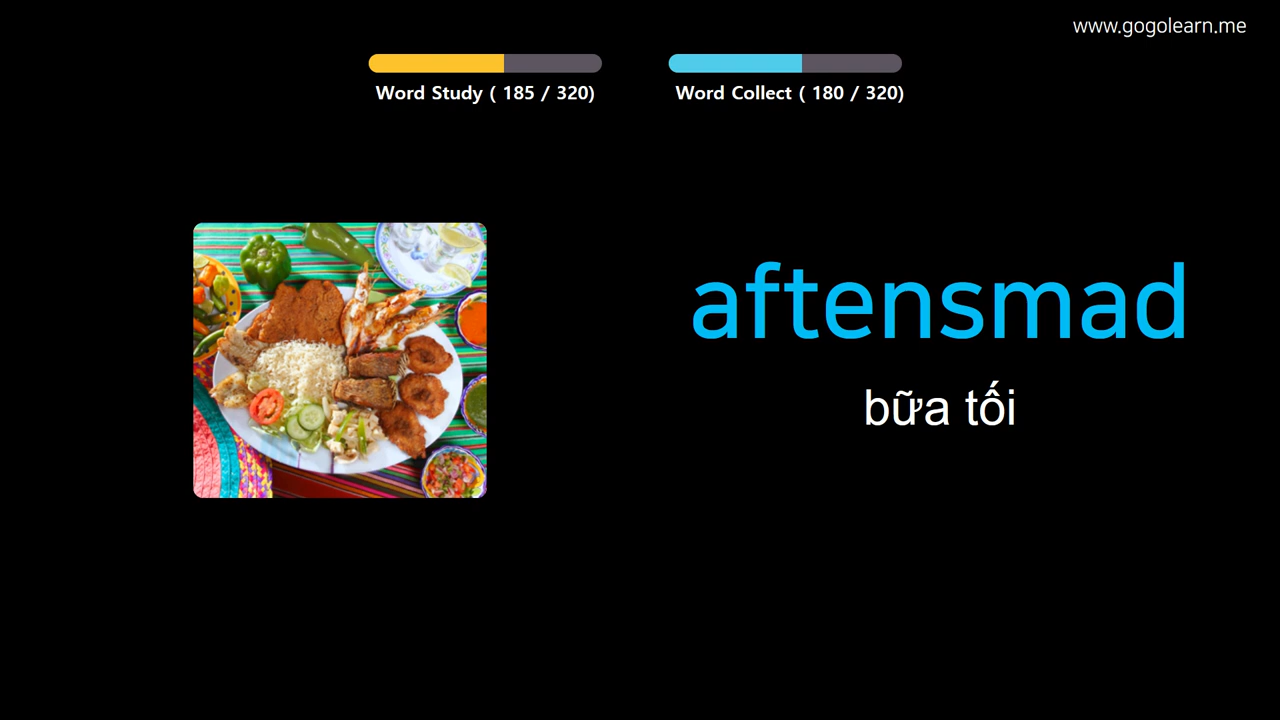 www.gogolearn.me
Word Study ( 185 / 320)
Word Collect ( 180 / 320)
aftensmad
bữa tối